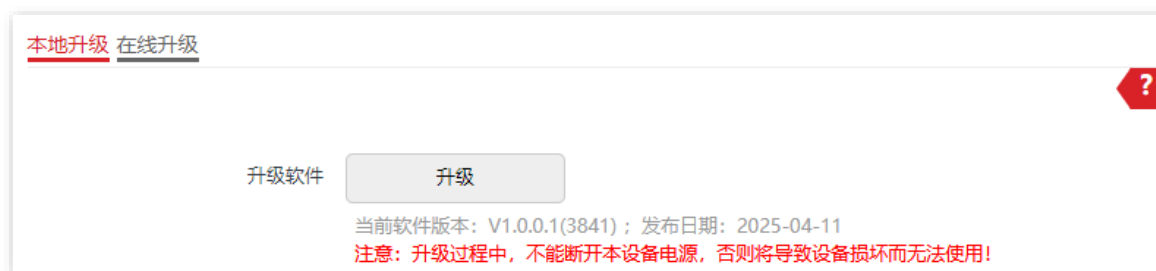 本地升级 在线升级
?
升级软件 升级
当前软件版本：V1.0.0.1(3841)；发布日期：2025-04-11
注意：升级过程中，不能断开本设备电源，否则将导致设备损坏而无法使用！